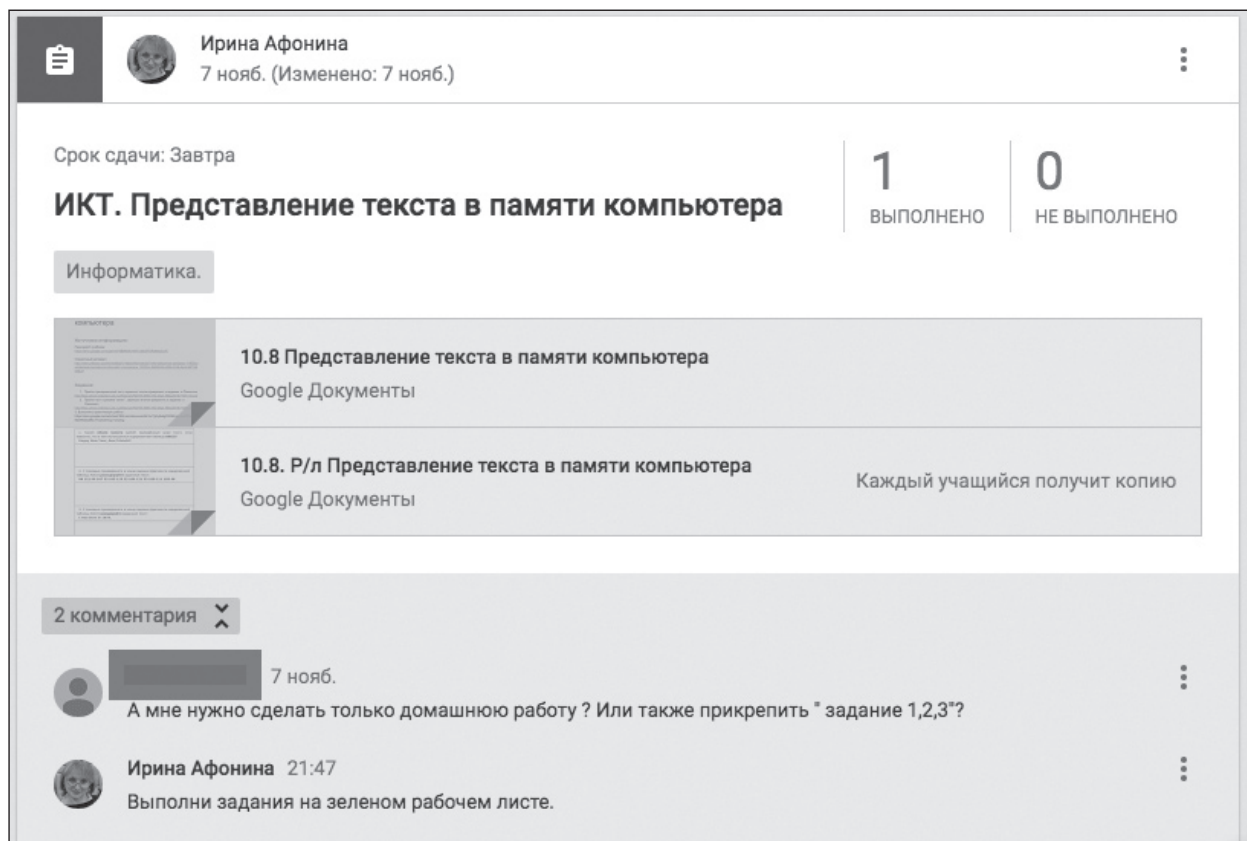 Ирина Афонина
7 нояб. (Изменено: 7 нояб.)
Срок сдачи: Завтра
ИКТ. Представление текста в памяти компьютера
1
ВЫПОЛНЕНО
0
НЕ ВЫПОЛНЕНО
Информатика.
10.8 Представление текста в памяти компьютера
Google Документы
10.8. Р/л Представление текста в памяти компьютера
Google Документы
Каждый учащийся получит копию
2 комментария
7 нояб.
А мне нужно сделать только домашнюю работу ? Или также прикрепить " задание 1,2,3"?
Ирина Афонина 21:47
Выполни задания на зеленом рабочем листе.